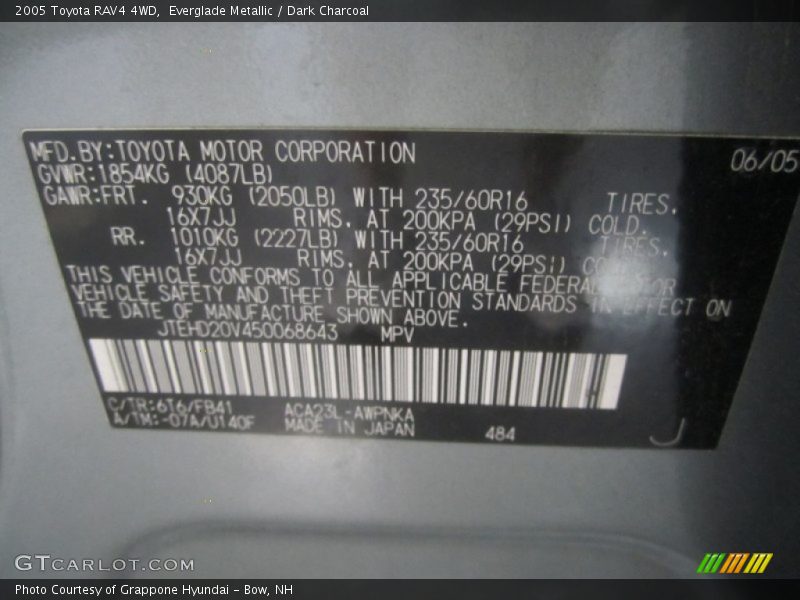 2005 Toyota RAV4 4WD,  Everglade Metallic / Dark Charcoal
MFD.BY:TOYOTA MOTOR CORPORATION 06/05
GVWR:1854KG (4087LB)
GAWR:FRT. 930KG (2050LB) WITH 235/60R16 TIRES.
16X7JJ RIMS. AT 200KPA (29PSI) COLD.
RR. 1010KG (2227LB) WITH 235/60R16 TIRES.
16X7JJ RIMS. AT 200KPA (29PSI)
THIS VEHICLE CONFORMS TO ALL APPLICABLE FEDERAL MOTOR
VEHICLE SAFETY AND THEFT PREVENTION STANDARDS IN EFFECT ON
THE DATE OF MANUFACTURE SHOWN ABOVE.
JTEHD20V450068643 MPV
C/TR:6T6/FB41 ACA23L-AWPNKA
A/TM:-07A/U140F MADE IN JAPAN 484 J
GTCARLOT.COM
Photo Courtesy of Grappone Hyundai – Bow, NH